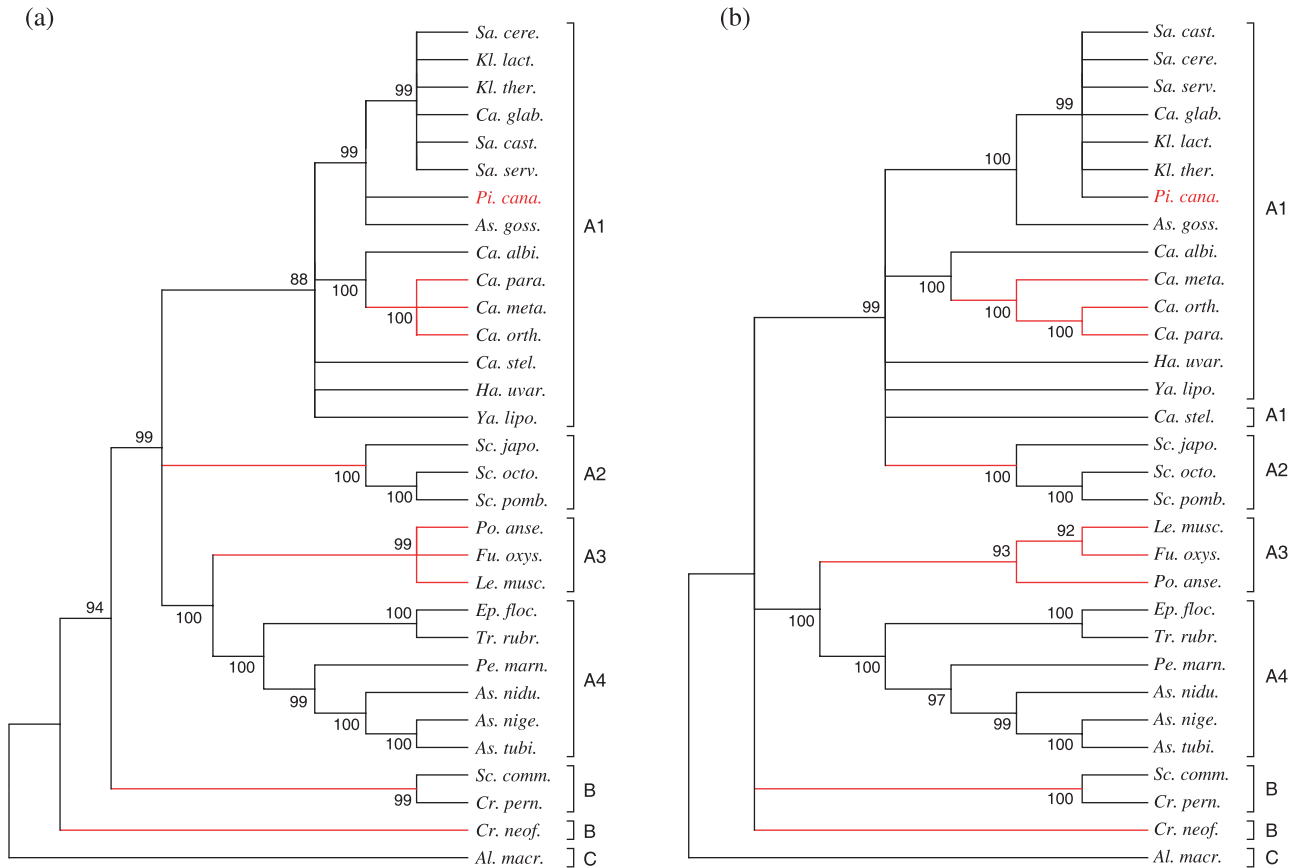 (a)
Sa. cere.
Kl. lact.
Kl. ther.
Ca. glab.
Sa. cast.
Sa. serv.
Pi. cana.
As. goss.
Ca. albi.
Ca. para.
Ca. meta.
Ca. orth.
Ca. stel.
Ha. uvar.
Ya. lipo.
Sc. japo.
Sc. octo.
Sc. pomb.
Po. anse.
Fu. oxys.
Le. musc.
Ep. floc.
Tr. rubr.
Pe. marn.
As. nidu.
As. nige.
As. tubi.
Sc. comm.
Cr. pern.
Cr. neof.
Al. macr.
99
99
88
100
100
99
100
100
99
94
100
100
100
99
100
100
99
A1
A2
A3
A4
B
B
C
(b)
Sa. cast.
Sa. cere.
Sa. serv.
Ca. glab.
Kl. lact.
Kl. ther.
Pi. cana.
As. goss.
Ca. albi.
Ca. meta.
Ca. orth.
Ca. para.
Ha. uvar.
Ya. lipo.
Ca. stel.
Sc. japo.
Sc. octo.
Sc. pomb.
Le. musc.
Fu. oxys.
Po. anse.
Ep. floc.
Tr. rubr.
Pe. marn.
As. nidu.
As. nige.
As. tubi.
Sc. comm.
Cr. pern.
Cr. neof.
Al. macr.
99
100
100
100
100
99
100
100
92
93
100
100
100
97
99
100
100
A1
A1
A2
A3
A4
B
B
C